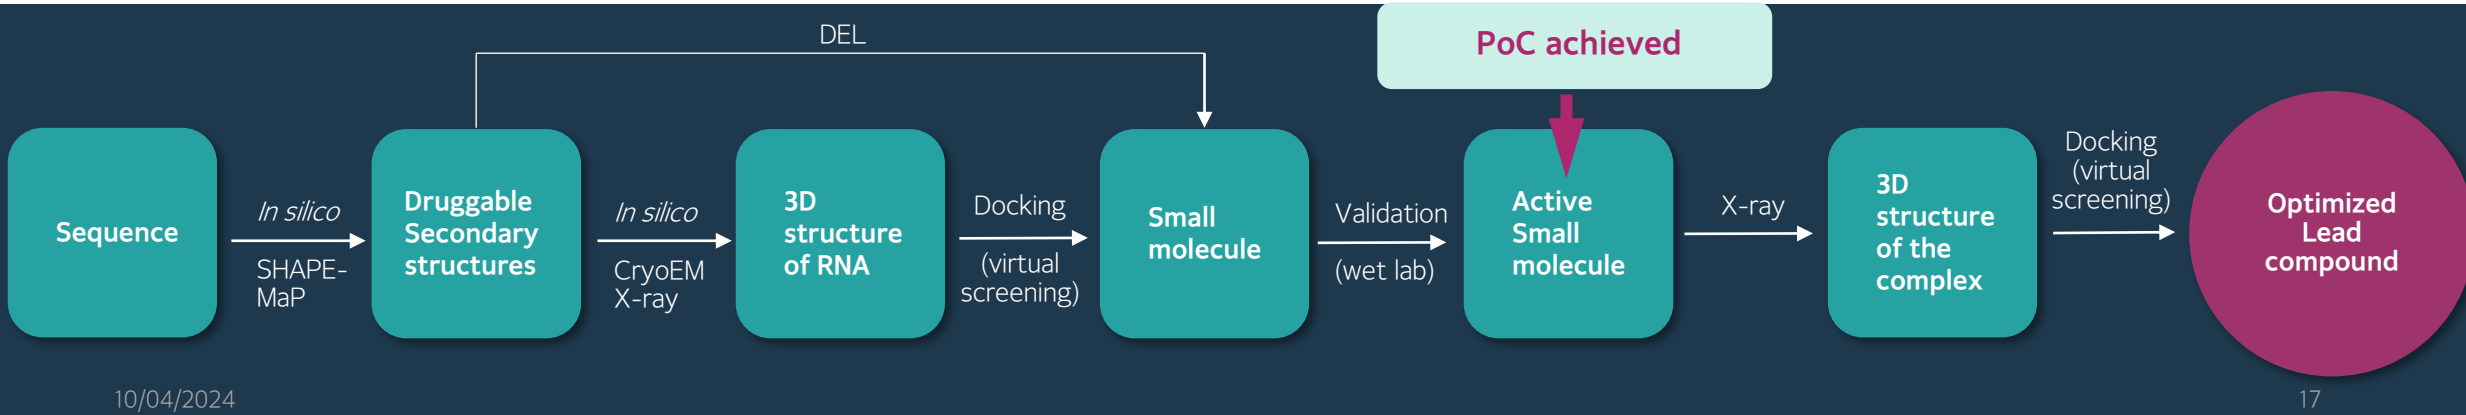 DEL
PoC achieved
Sequence
In silico
SHAPE-
MaP
Druggable
Secondary
structures
In silico
CryoEM
X-ray
3D
structure
of RNA
Docking
(virtual
screening)
Small
molecule
Validation
(wet lab)
Active
Small
molecule
X-ray
3D
structure
of the
complex
Docking
(virtual
screening)
Optimized
Lead
compound
10/04/2024
17